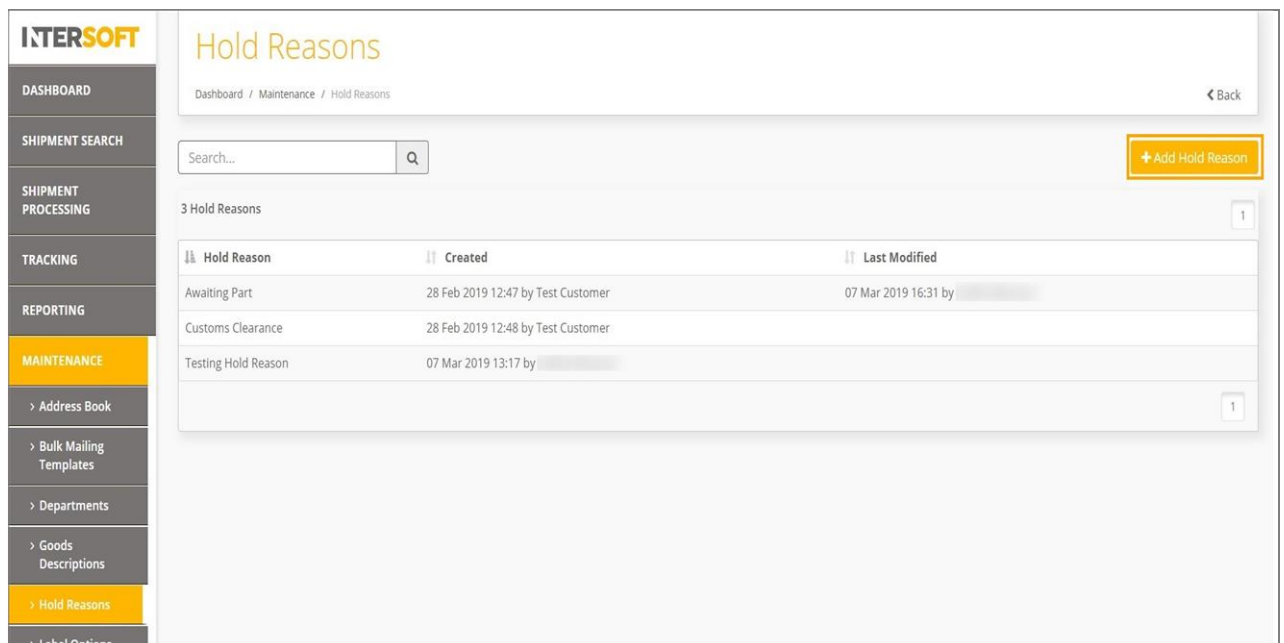 INTERSOFT
DASHBOARD
SHIPMENT SEARCH
SHIPMENT
PROCESSING
TRACKING
REPORTING
MAINTENANCE
> Address Book
> Bulk Mailing
Templates
> Departments
> Goods
Descriptions
> Hold Reasons
> Label Options
Hold Reasons
Dashboard / Maintenance / Hold Reasons
Back
Search...
+ Add Hold Reason
3 Hold Reasons
1
Hold Reason Created Last Modified
Awaiting Part 28 Feb 2019 12:47 by Test Customer 07 Mar 2019 16:31 by
Customs Clearance 28 Feb 2019 12:48 by Test Customer
Testing Hold Reason 07 Mar 2019 13:17 by
1